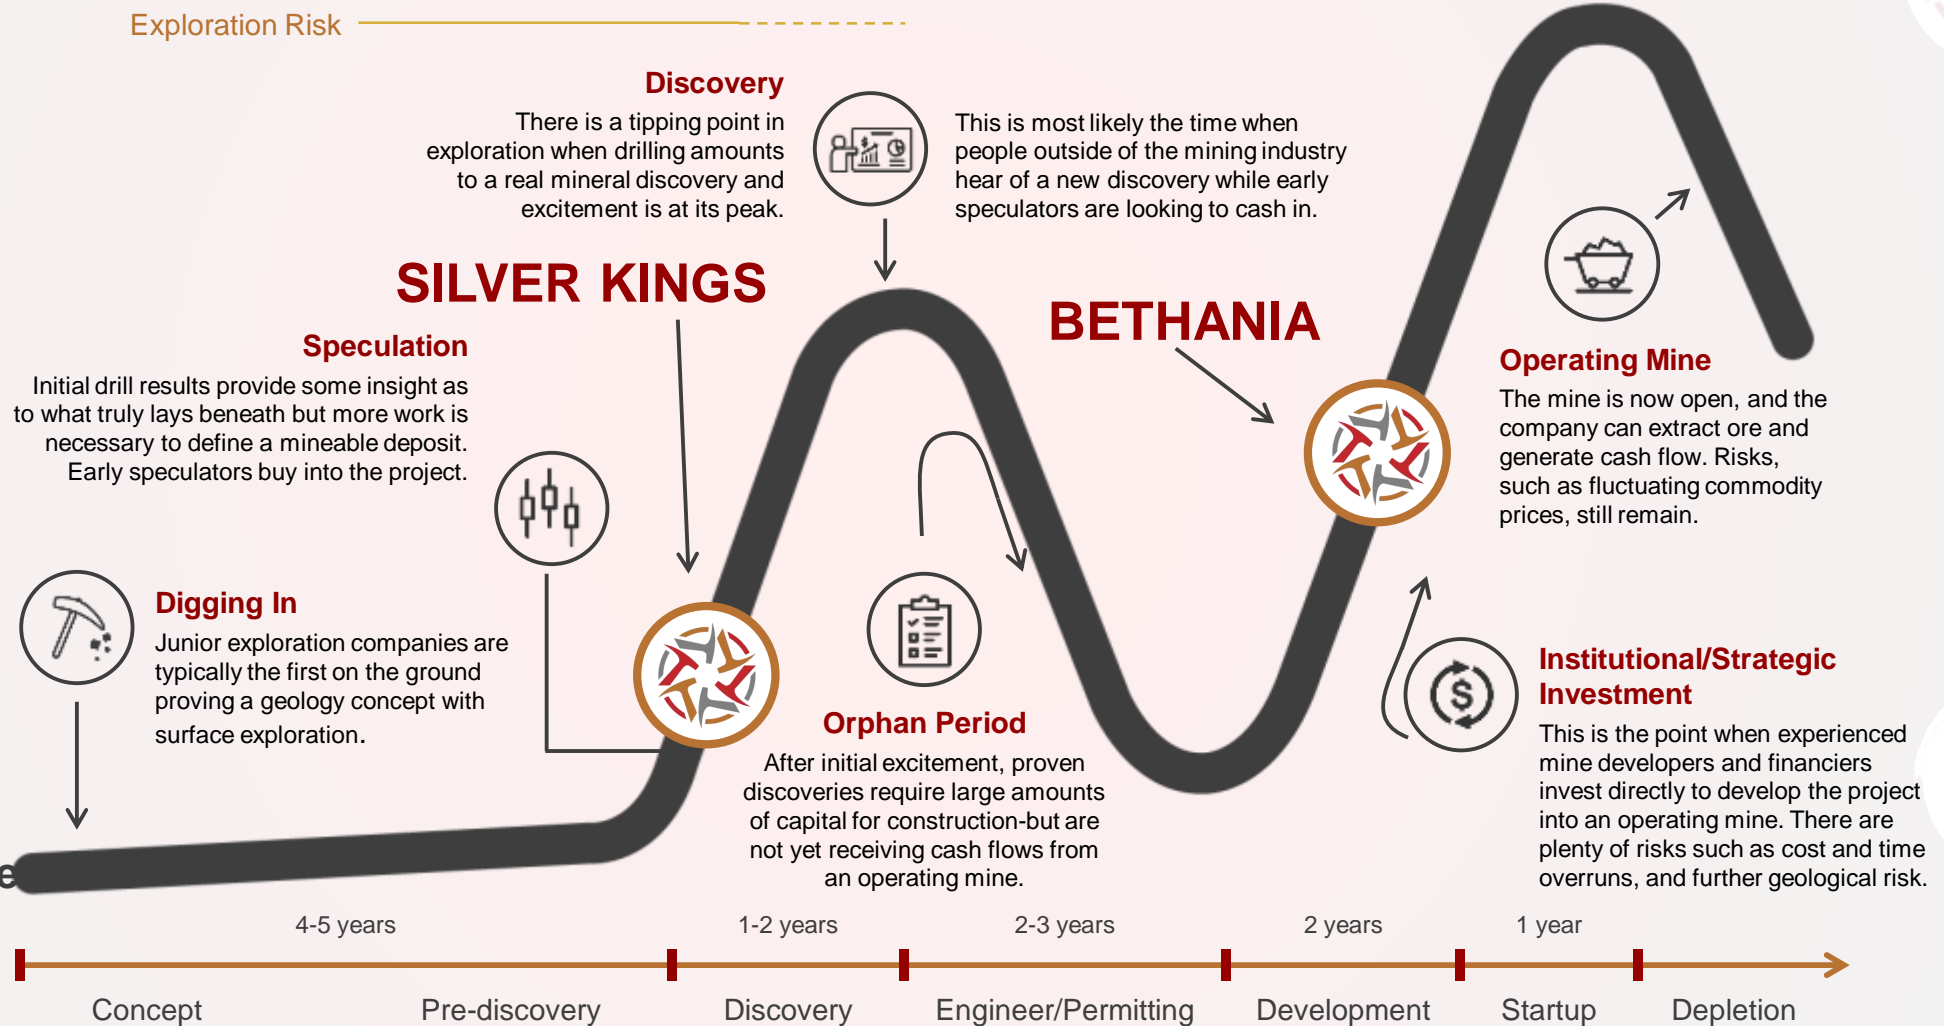 Exploration Risk
Discovery
There is a tipping point in
exploration when drilling amounts
to a real mineral discovery and
excitement is at its peak.
This is most likely the time when
people outside of the mining industry
hear of a new discovery while early
speculators are looking to cash in.
SILVER KINGS
BETHANIA
Speculation
Initial drill results provide some insight as
to what truly lays beneath but more work is
necessary to define a mineable deposit.
Early speculators buy into the project.
Operating Mine
The mine is now open, and the
company can extract ore and
generate cash flow. Risks,
such as fluctuating commodity
prices, still remain.
Digging In
Junior exploration companies are
typically the first on the ground
proving a geology concept with
surface exploration.
Orphan Period
After initial excitement, proven
discoveries require large amounts
of capital for construction-but are
not yet receiving cash flows from
an operating mine.
Institutional/Strategic
Investment
This is the point when experienced
mine developers and financiers
invest directly to develop the project
into an operating mine. There are
plenty of risks such as cost and time
overruns, and further geological risk.
e
4-5 years
1-2 years
2-3 years
2 years
1 year
Concept
Pre-discovery
Discovery
Engineer/Permitting
Development
Startup
Depletion